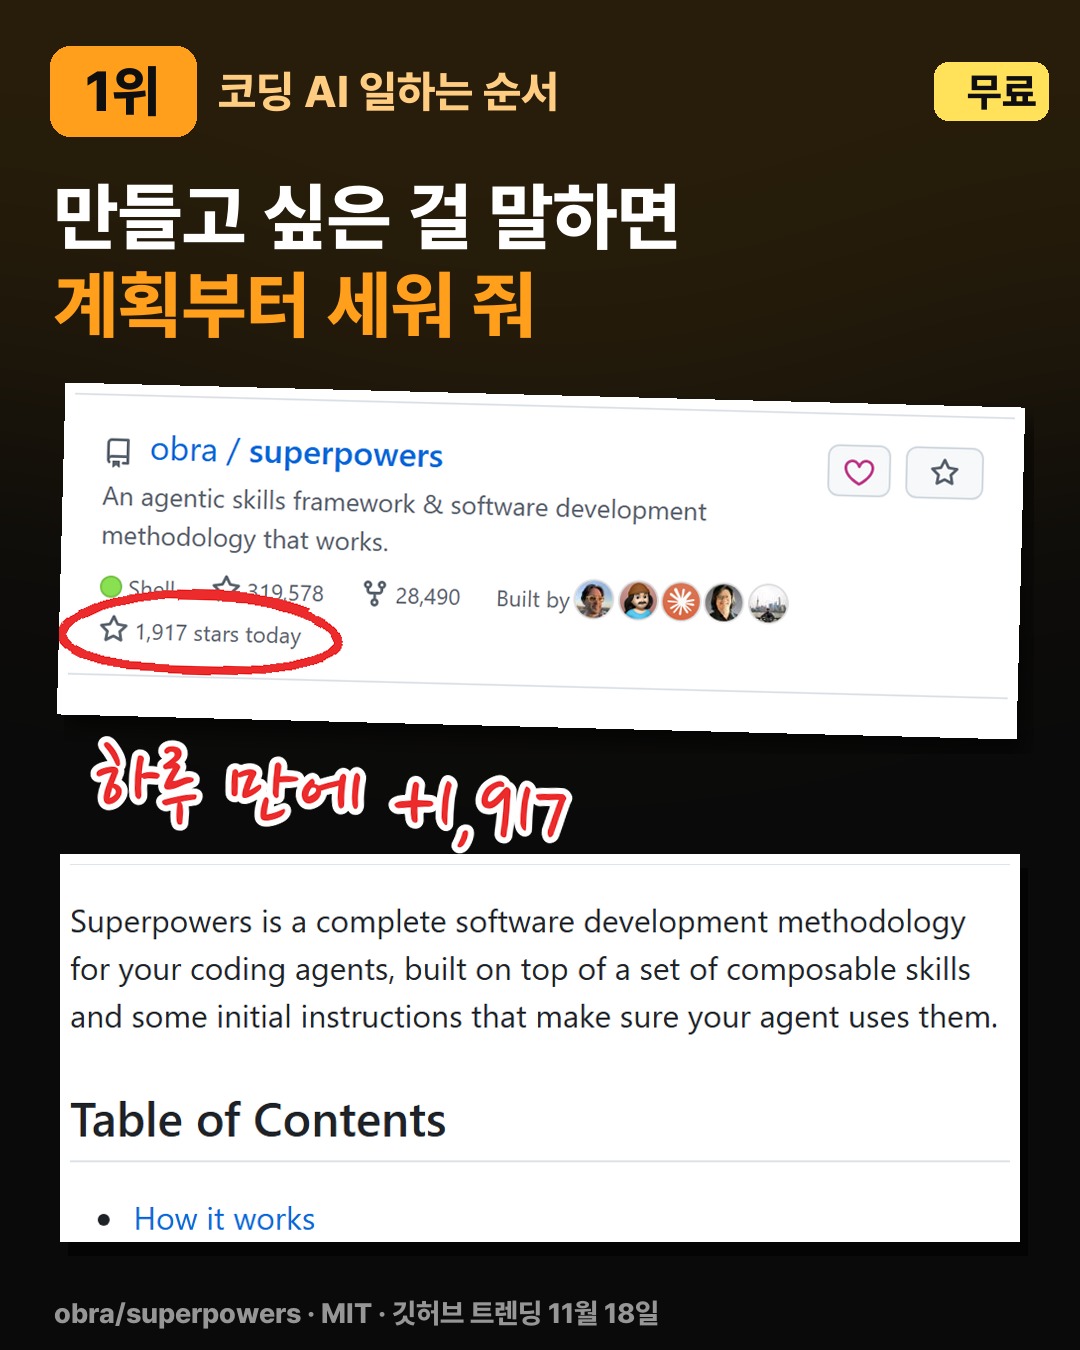 1위
코딩 AI 일하는 순서
무료
만들고 싶은 걸 말하면
계획부터 세워 줘
obra / superpowers
An agentic skills framework & software development
methodology that works.
Shell 319,578 28,490 Built by
1,917 stars today
하루 만에 +1,917
Superpowers is a complete software development methodology
for your coding agents, built on top of a set of composable skills
and some initial instructions that make sure your agent uses them.
Table of Contents
• How it works
obra/superpowers · MIT · 깃허브 트렌딩 11월 18일